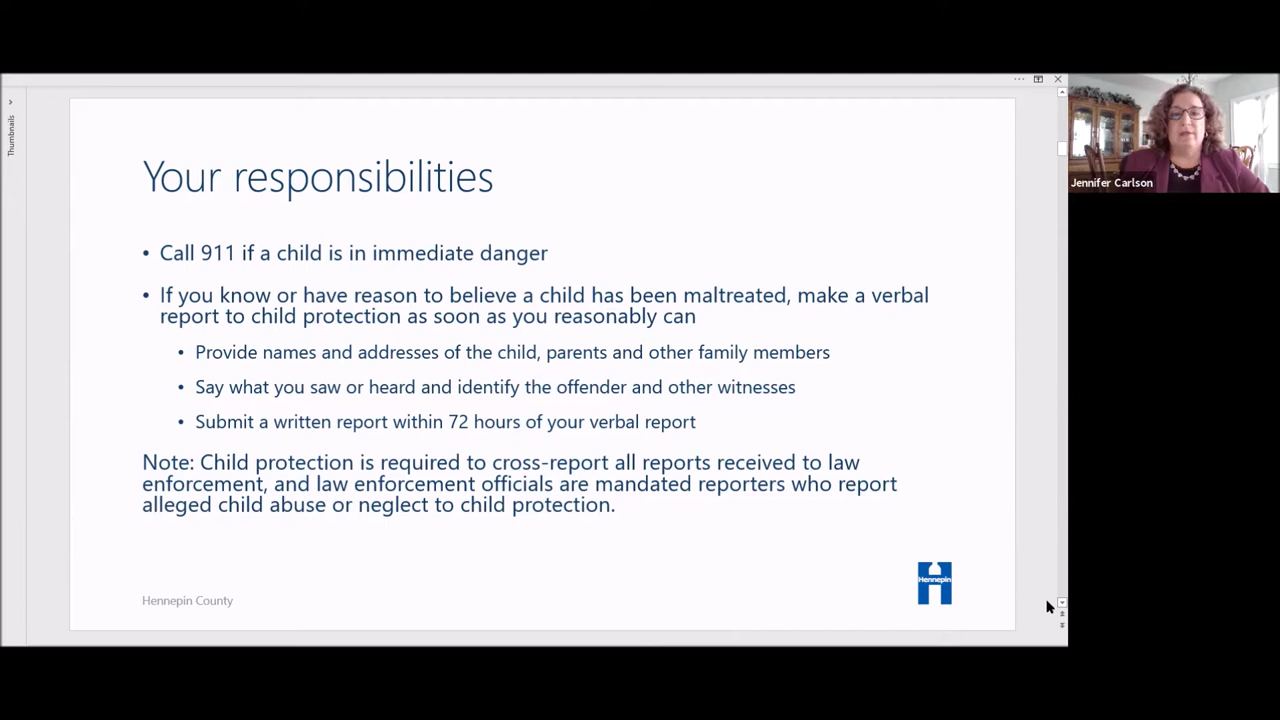 Thumbnails
Your responsibilities
• Call 911 if a child is in immediate danger
• If you know or have reason to believe a child has been maltreated, make a verbal
report to child protection as soon as you reasonably can
• Provide names and addresses of the child, parents and other family members
• Say what you saw or heard and identify the offender and other witnesses
• Submit a written report within 72 hours of your verbal report
Note: Child protection is required to cross-report all reports received to law
enforcement, and law enforcement officials are mandated reporters who report
alleged child abuse or neglect to child protection.
Hennepin County
Hennepin
Jennifer Carlson